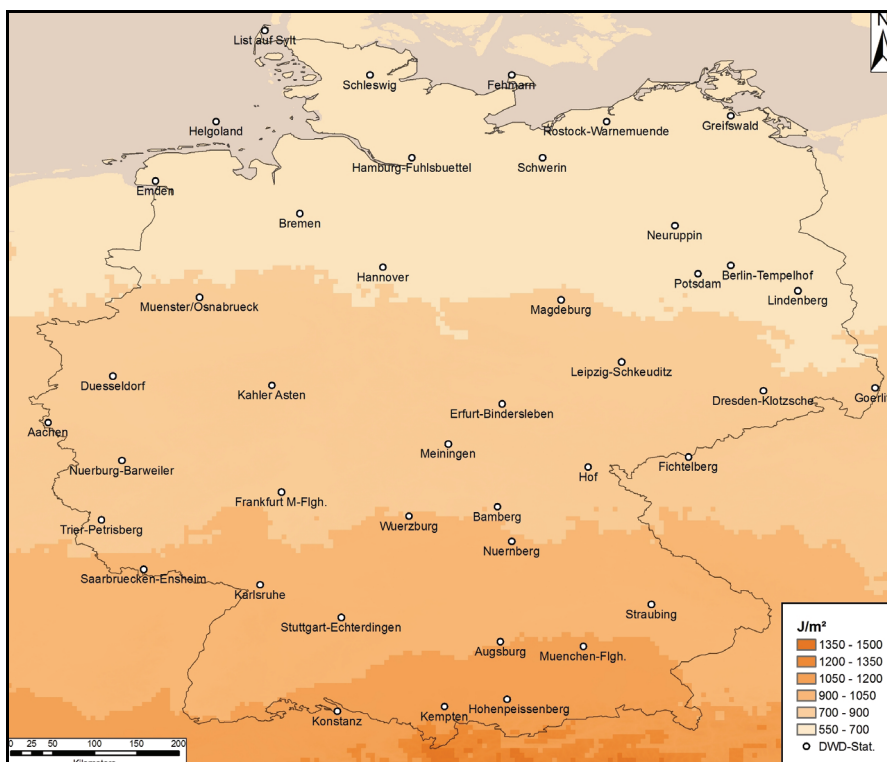 N
List auf Sylt
Schleswig
Fehmarn
Helgoland
Rostock-Warnemuende
Greifswald
Hamburg-Fuhlsbuettel
Schwerin
Emden
Bremen
Neuruppin
Hannover
Potsdam
Berlin-Tempelhof
Muenster/Osnabrueck
Magdeburg
Lindenberg
Duesseldorf
Kahler Asten
Leipzig-Schkeuditz
Erfurt-Bindersleben
Dresden-Klotzsche
Goerlit
Aachen
Meiningen
Nuerburg-Barweiler
Hof
Fichtelberg
Frankfurt M-Flgh.
Bamberg
Trier-Petrisberg
Wuerzburg
Nuernberg
Saarbruecken-Ensheim
Karlsruhe
Stuttgart-Echterdingen
Straubing
Augsburg
Muenchen-Flgh.
Konstanz
Kempten
Hohenpeissenberg
J/m²
1350 - 1500
1200 - 1350
1050 - 1200
900 - 1050
700 - 900
550 - 700
DWD-Stat.
0 25 50 100 150 200
Kilometers